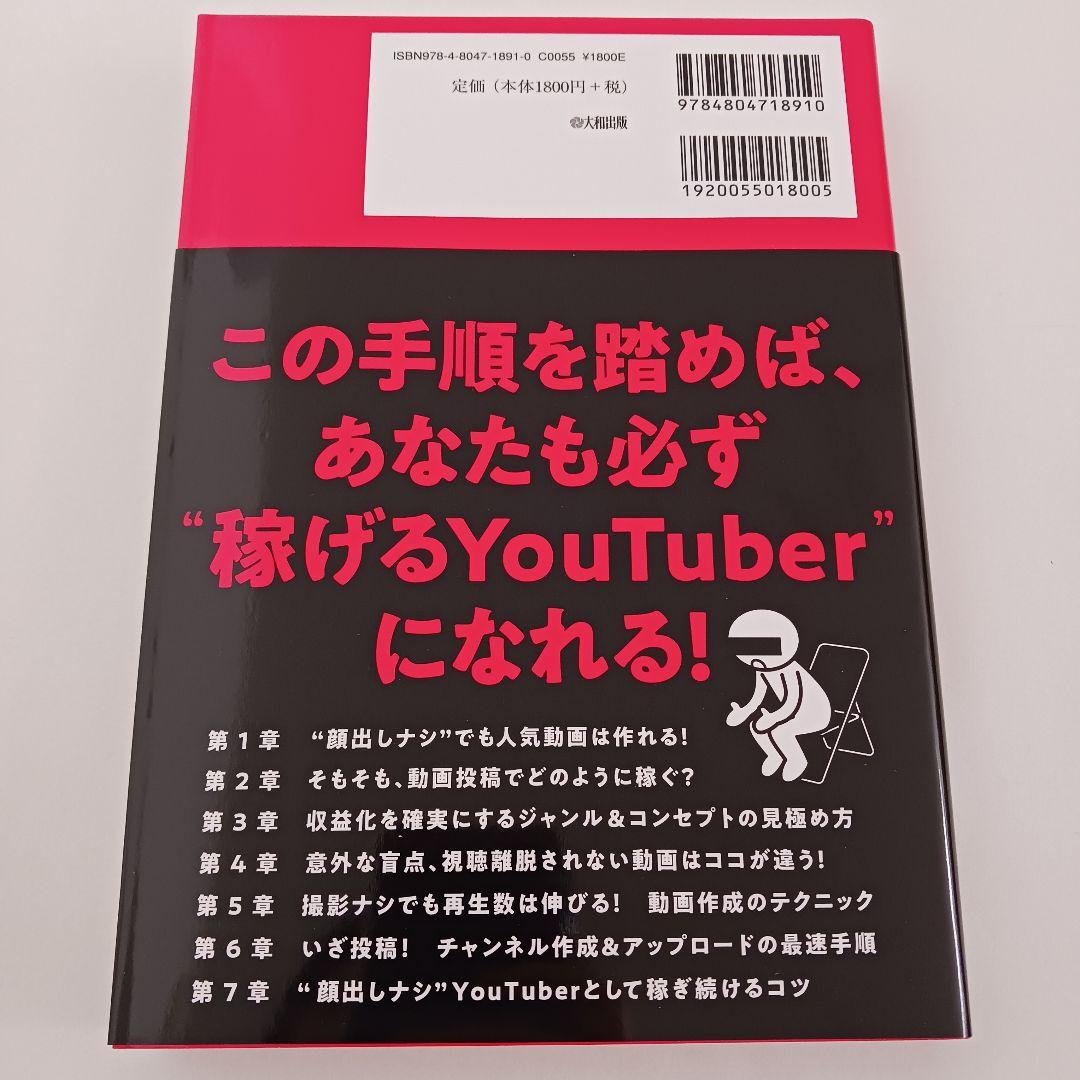 ISBN978-4-8047-1891-0 C0055 ¥1800E
定価（本体1800円＋税）
大和出版
9784804718910
1920055018005
この手順を踏めば、
あなたも必ず
“稼げるYouTuber”
になれる!
第1章 “顔出しナシ”でも人気動画は作れる!
第2章 そもそも、動画投稿でどのように稼ぐ?
第3章 収益化を確実にするジャンル&コンセプトの見極め方
第4章 意外な盲点、視聴離脱されない動画はココが違う!
第5章 撮影ナシでも再生数は伸びる! 動画作成のテクニック
第6章 いざ投稿! チャンネル作成&アップロードの最速手順
第7章 “顔出しナシ”YouTuberとして稼ぎ続けるコツ